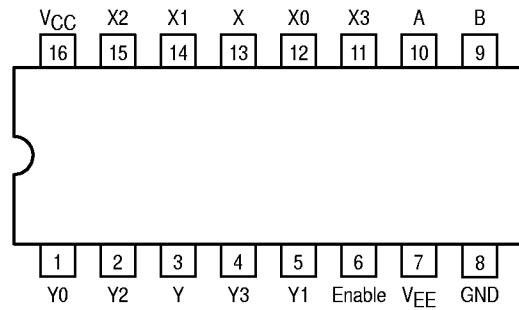 VCC X2 X1 X X0 X3 A B
16 15 14 13 12 11 10 9
1 2 3 4 5 6 7 8
Y0 Y2 Y Y3 Y1 Enable VEE GND